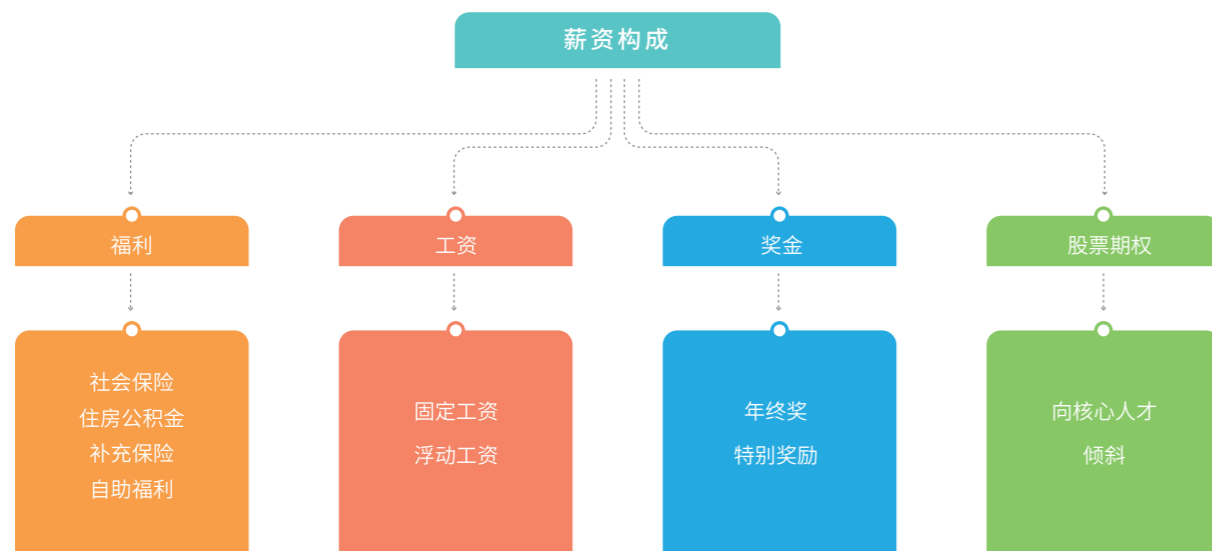 薪资构成
福利
工资
奖金
股票期权
社会保险
住房公积金
补充保险
自助福利
固定工资
浮动工资
年终奖
特别奖励
向核心人才
倾斜